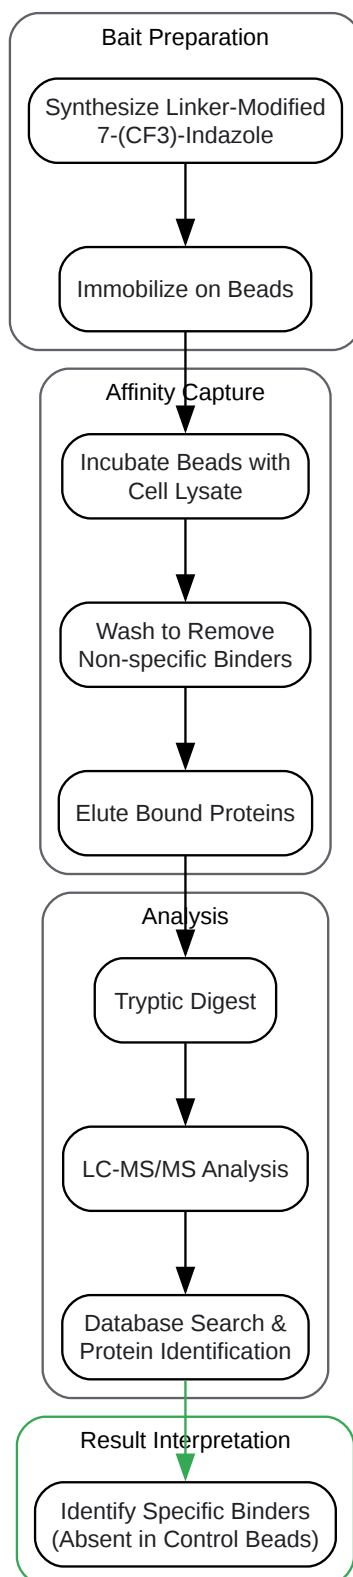 Bait Preparation
Synthesize Linker-Modified
7-(CF3)-Indazole
Immobilize on Beads
Affinity Capture
Incubate Beads with
Cell Lysate
Wash to Remove
Non-specific Binders
Elute Bound Proteins
Analysis
Tryptic Digest
LC-MS/MS Analysis
Database Search &
Protein Identification
Result Interpretation
Identify Specific Binders
(Absent in Control Beads)